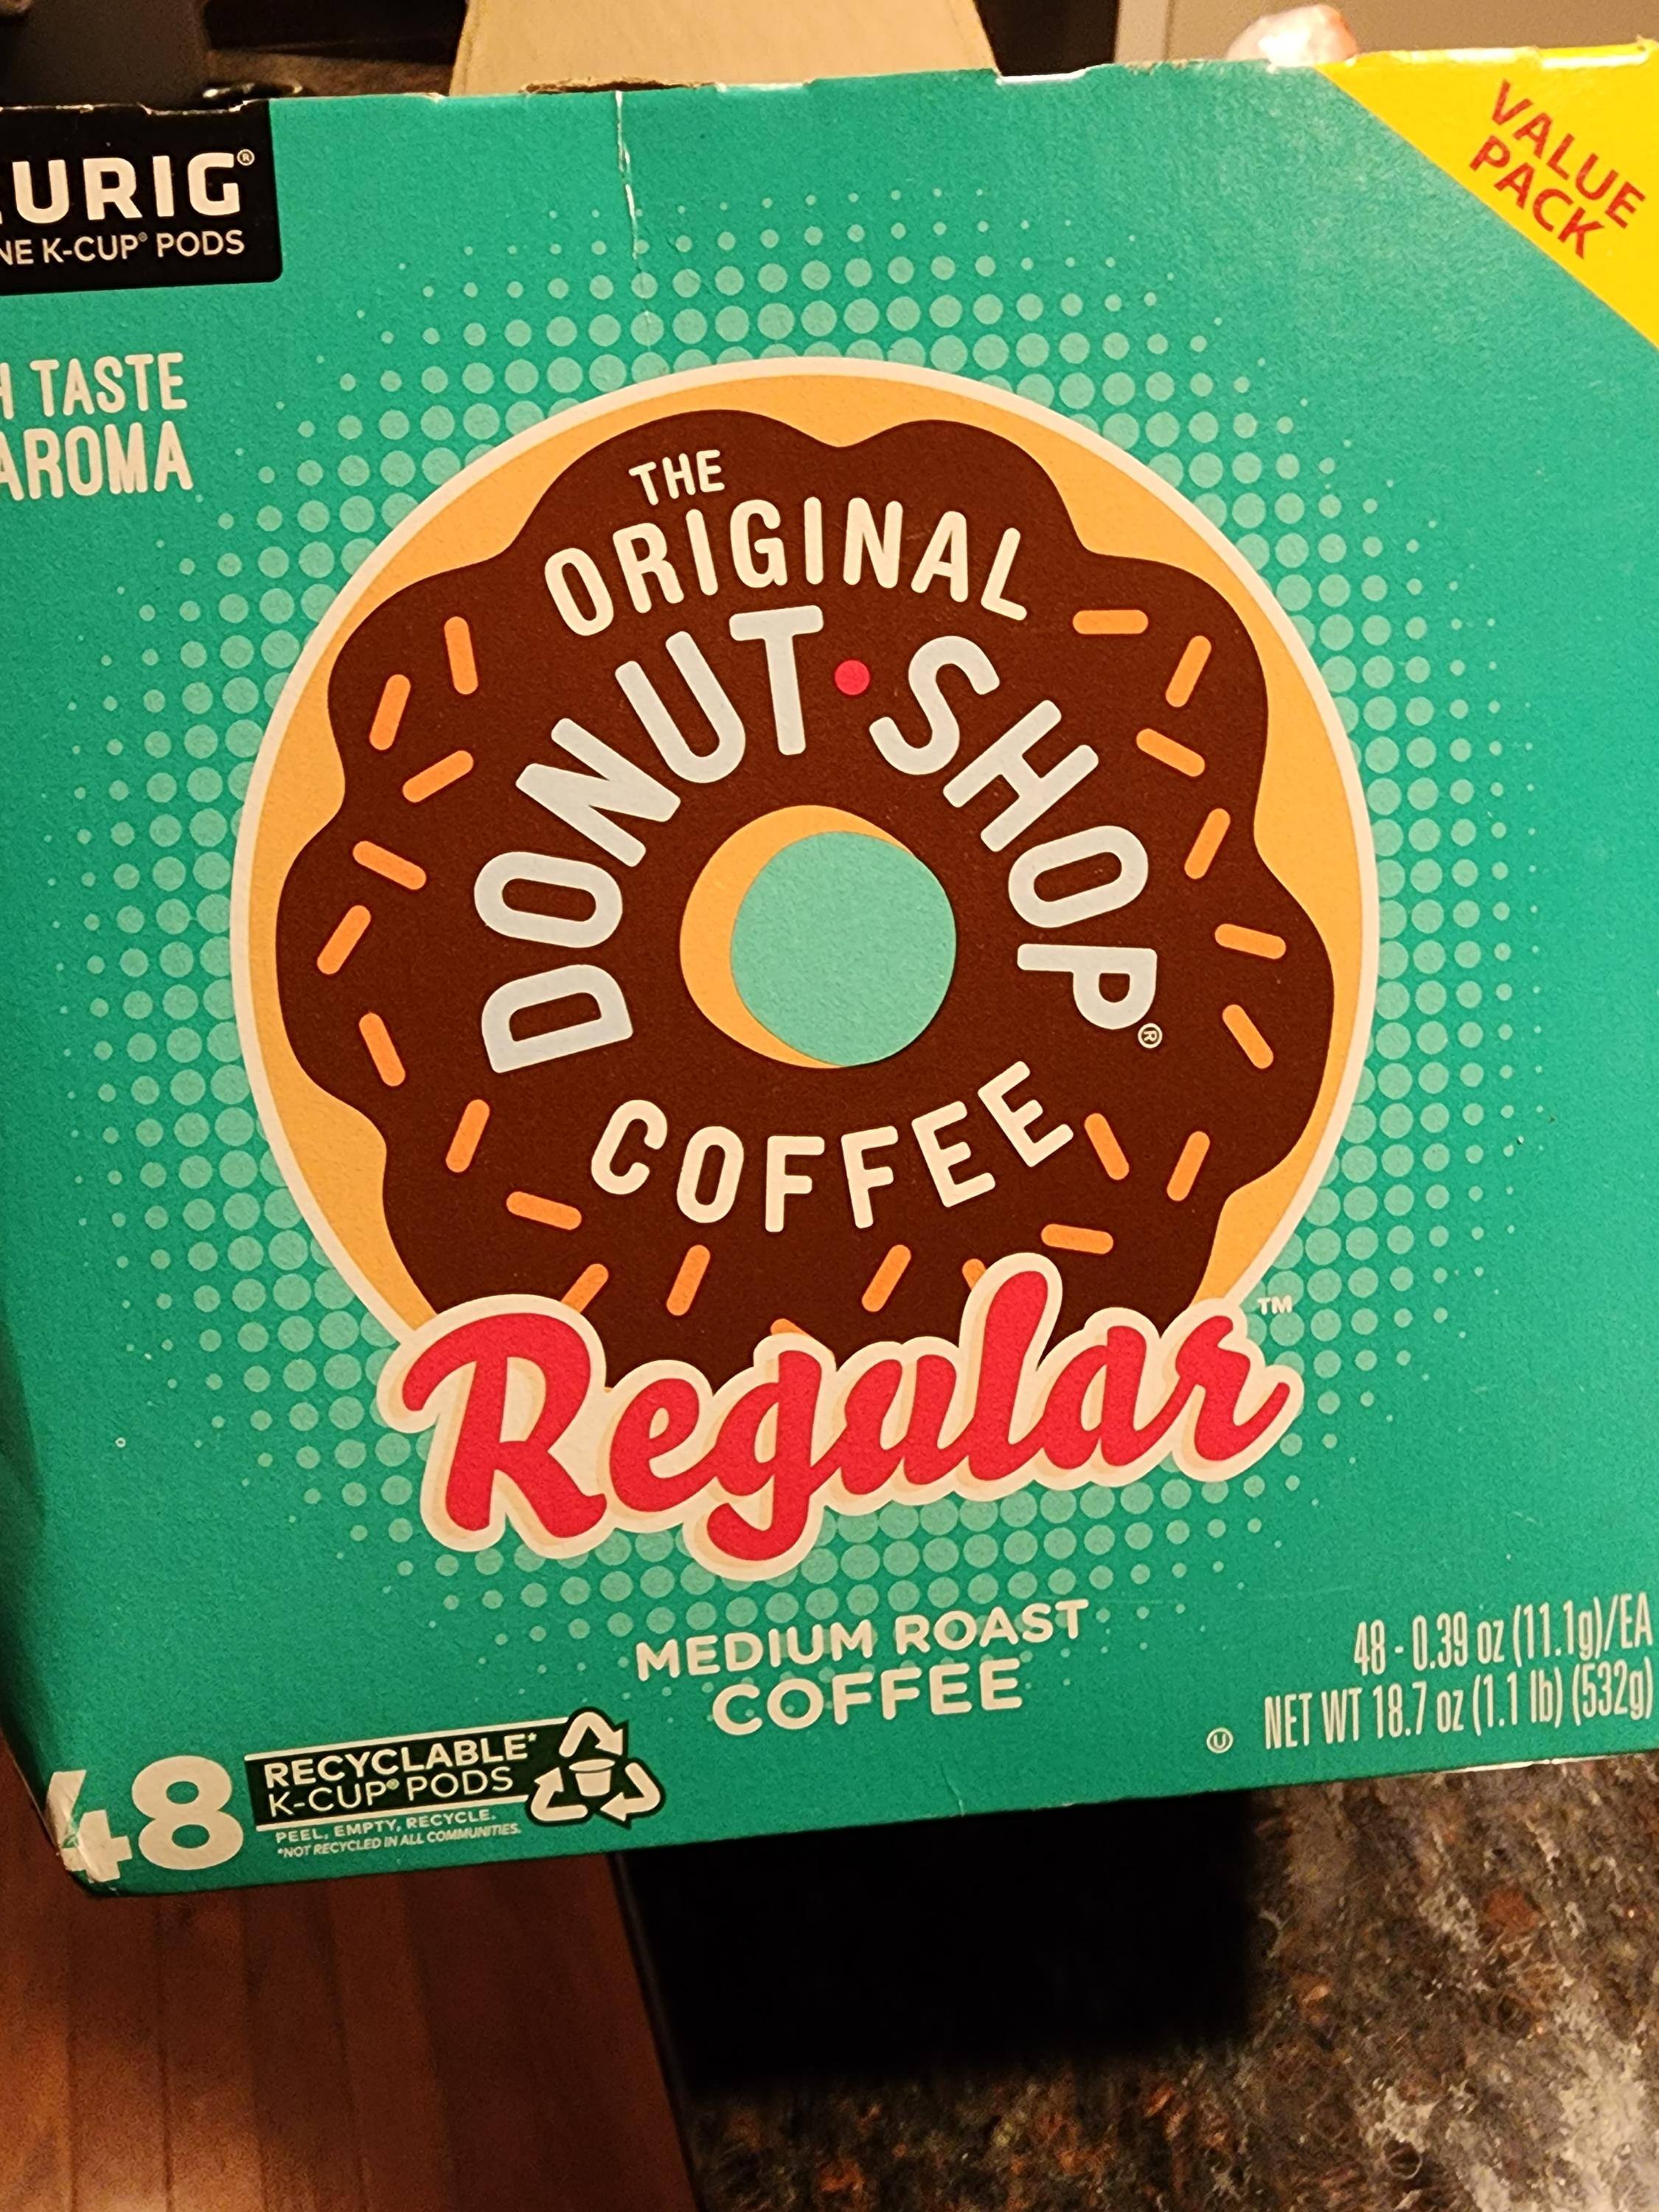 VALUE
PACK
URIG®
NE K-CUP® PODS
TASTE
AROMA
THE
ORIGINAL
DONUT•SHOP®
COFFEE
Regular™
MEDIUM ROAST
COFFEE
48 - 0.39 oz (11.1g)/EA
NET WT 18.7 oz (1.1 lb) (532g)
U
48
RECYCLABLE*
K-CUP® PODS
PEEL, EMPTY, RECYCLE.
*NOT RECYCLED IN ALL COMMUNITIES.